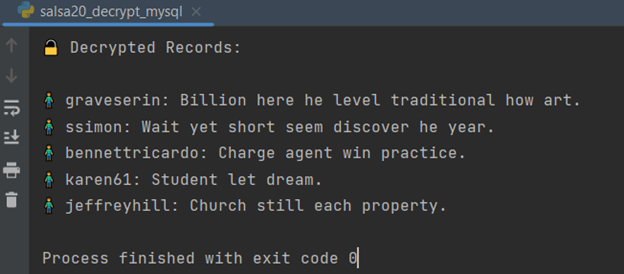 salsa20_decrypt_mysql
🔓 Decrypted Records:
🧍 graveserin: Billion here he level traditional how art.
🧍 ssimon: Wait yet short seem discover he year.
🧍 bennettricardo: Charge agent win practice.
🧍 karen61: Student let dream.
🧍 jeffreyhill: Church still each property.
Process finished with exit code 0